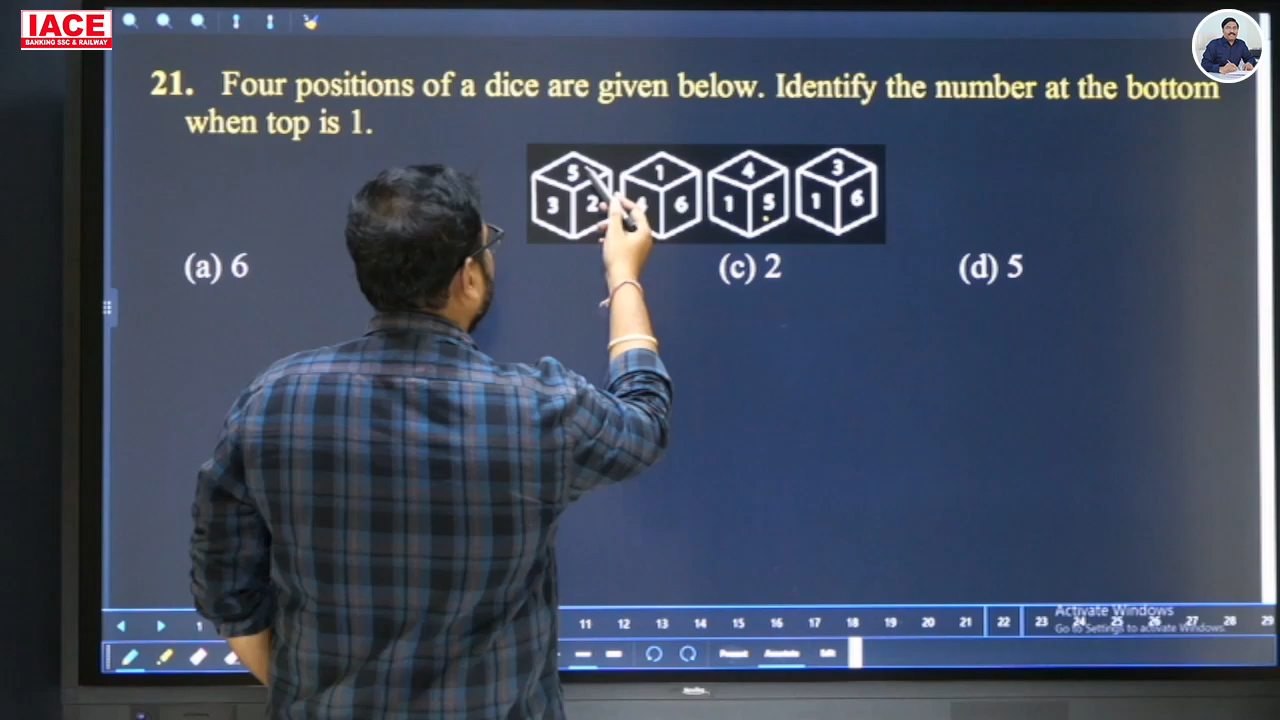 IACE
BANKING SSC & RAILWAY
21. Four positions of a dice are given below. Identify the number at the bottom
when top is 1.
5 1 4 3
3 2 6 1 5 1 6
(a) 6 (c) 2 (d) 5
Activate Windows
Go to Settings to activate Windows.
1 11 12 13 14 15 16 17 18 19 20 21 22 23 24 25 26 27 28 29
Present Annotate Edit